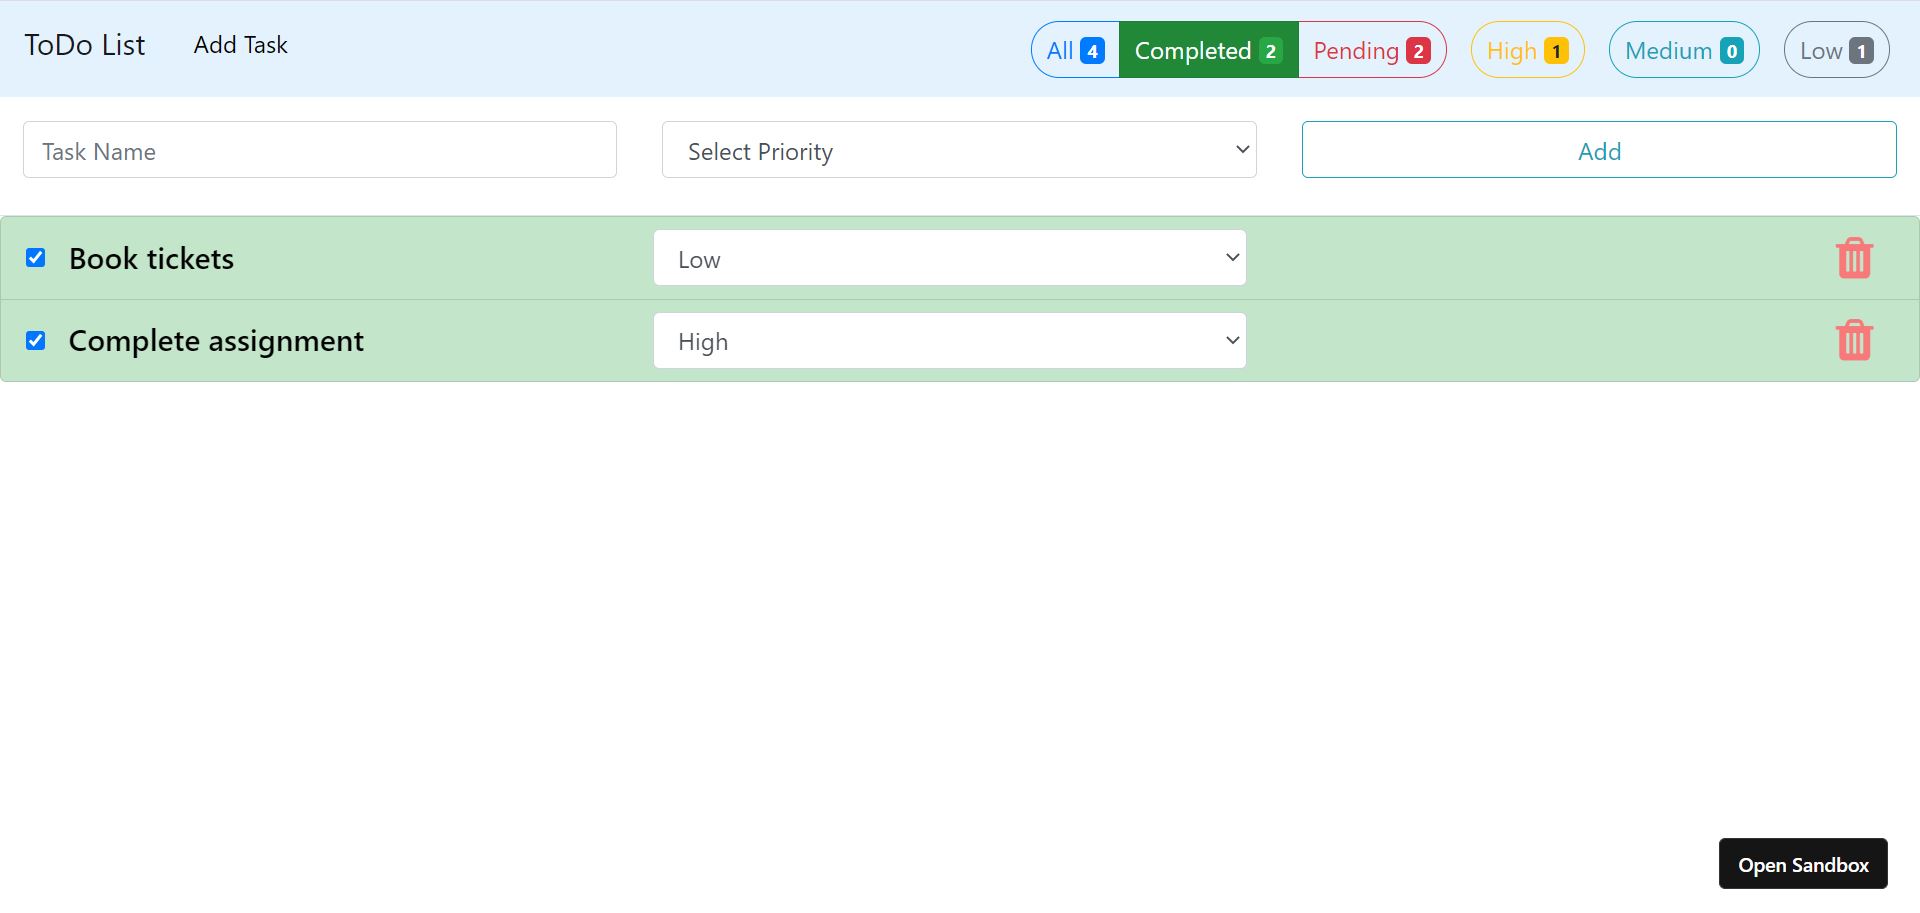 ToDo List Add Task All 4 Completed 2 Pending 2 High 1 Medium 0 Low 1
Task Name Select Priority Add
Book tickets Low
Complete assignment High
Open Sandbox